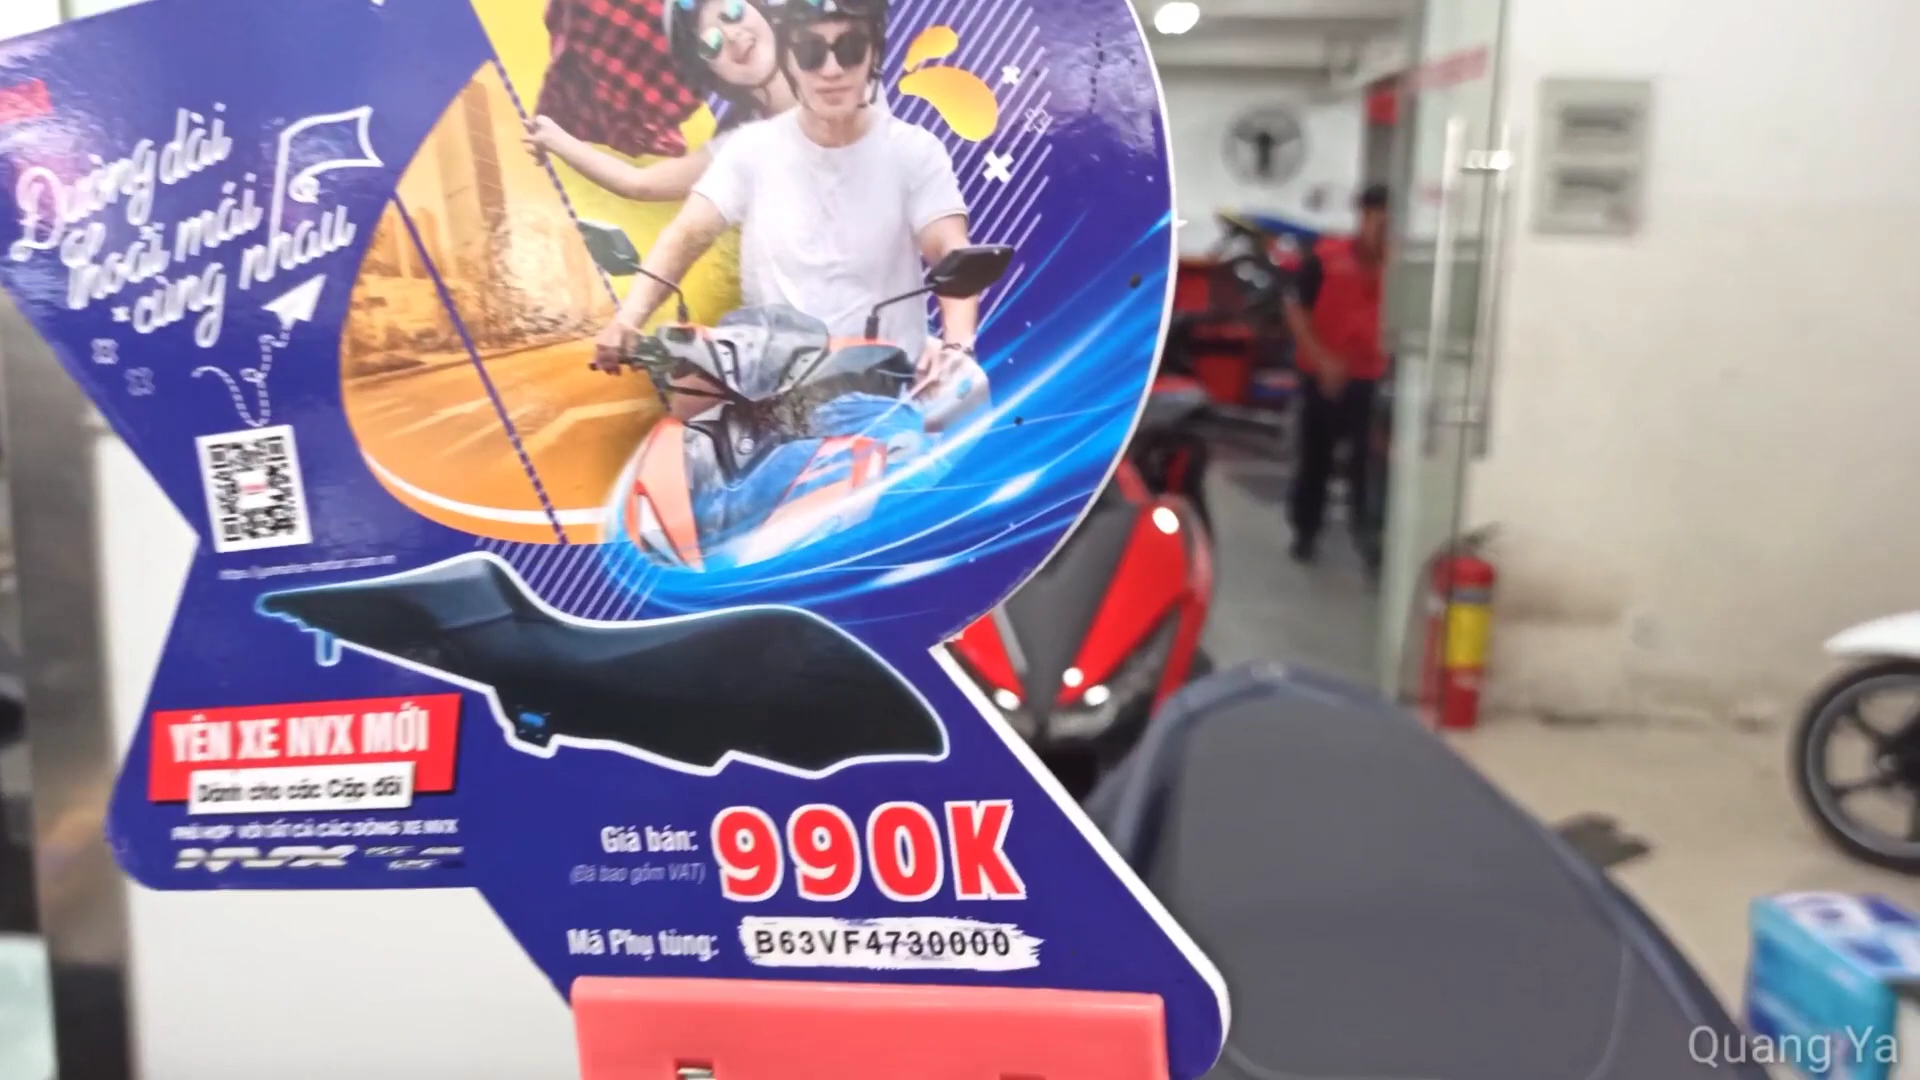 Đường dài
thoải mái
cùng nhau
YÊN XE NVX MỚI
Dành cho các Cặp đôi
PHÙ HỢP VỚI TẤT CẢ CÁC DÒNG XE NVX
NVX
Giá bán: 990K
(Đã bao gồm VAT)
Mã Phụ tùng: B63VF4730000
Quang Ya